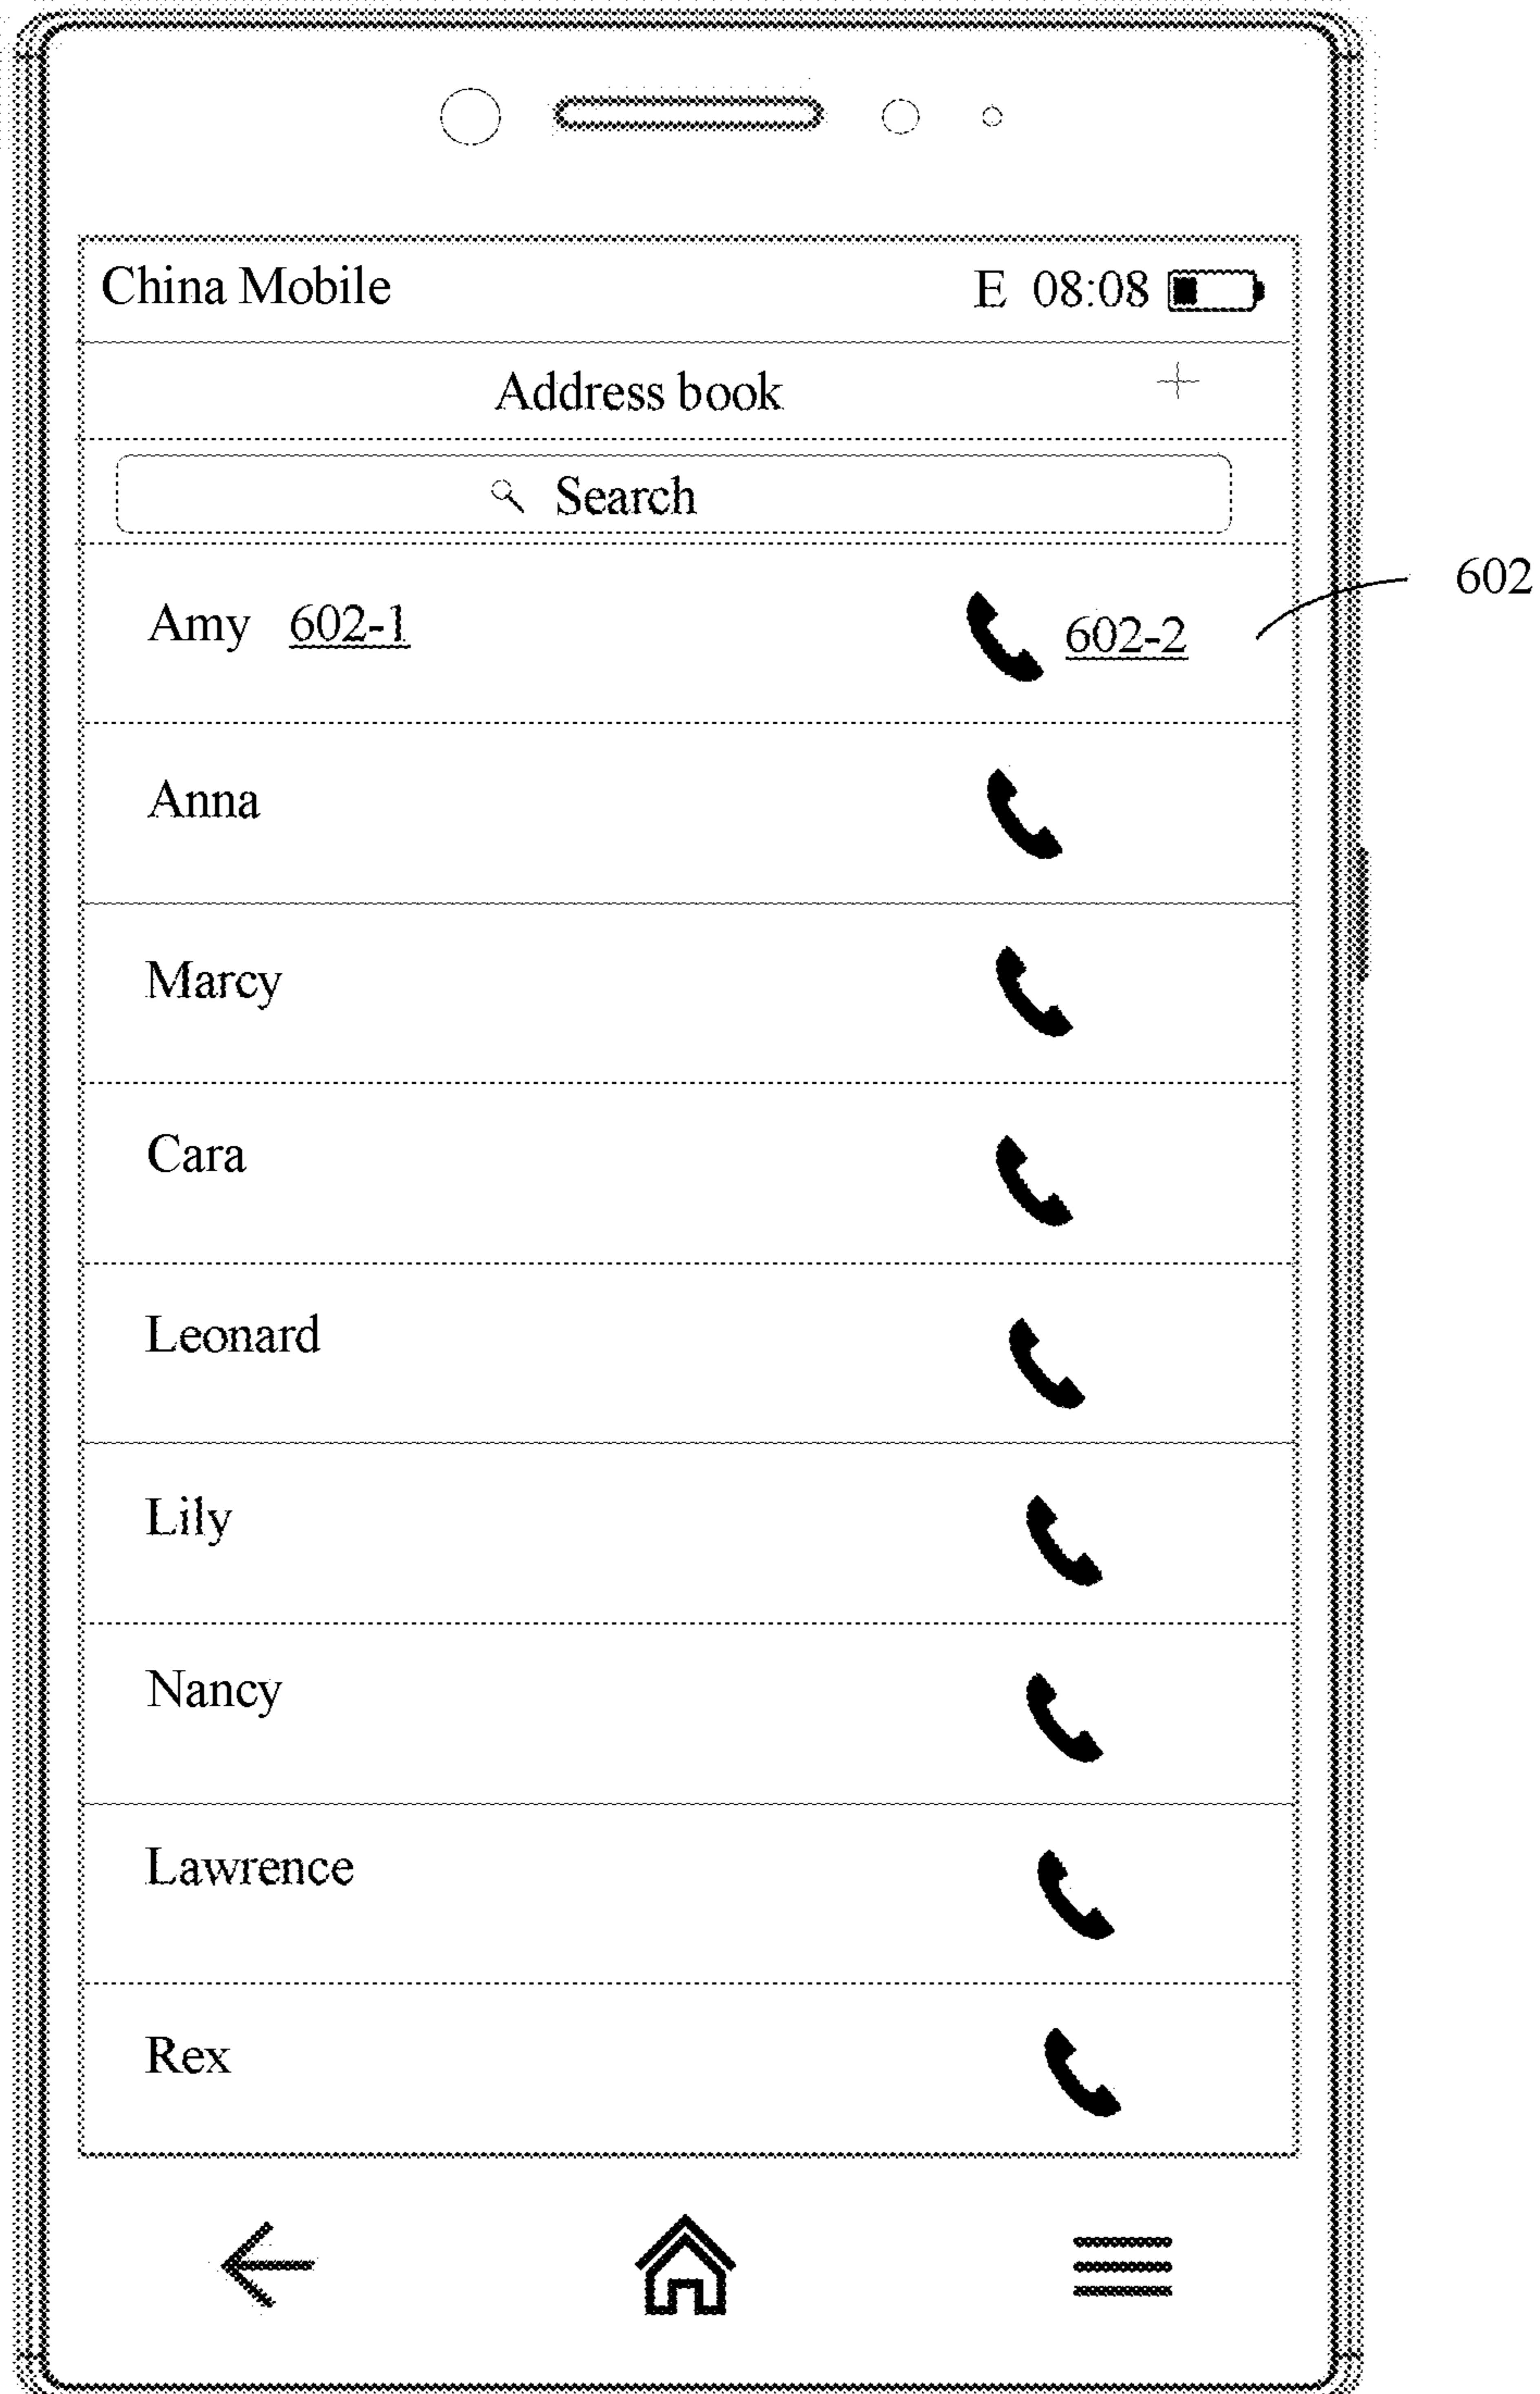 China Mobile E 08:08
Address book
Search
602
Amy 602-1 602-2
Anna
Marcy
Cara
Leonard
Lily
Nancy
Lawrence
Rex